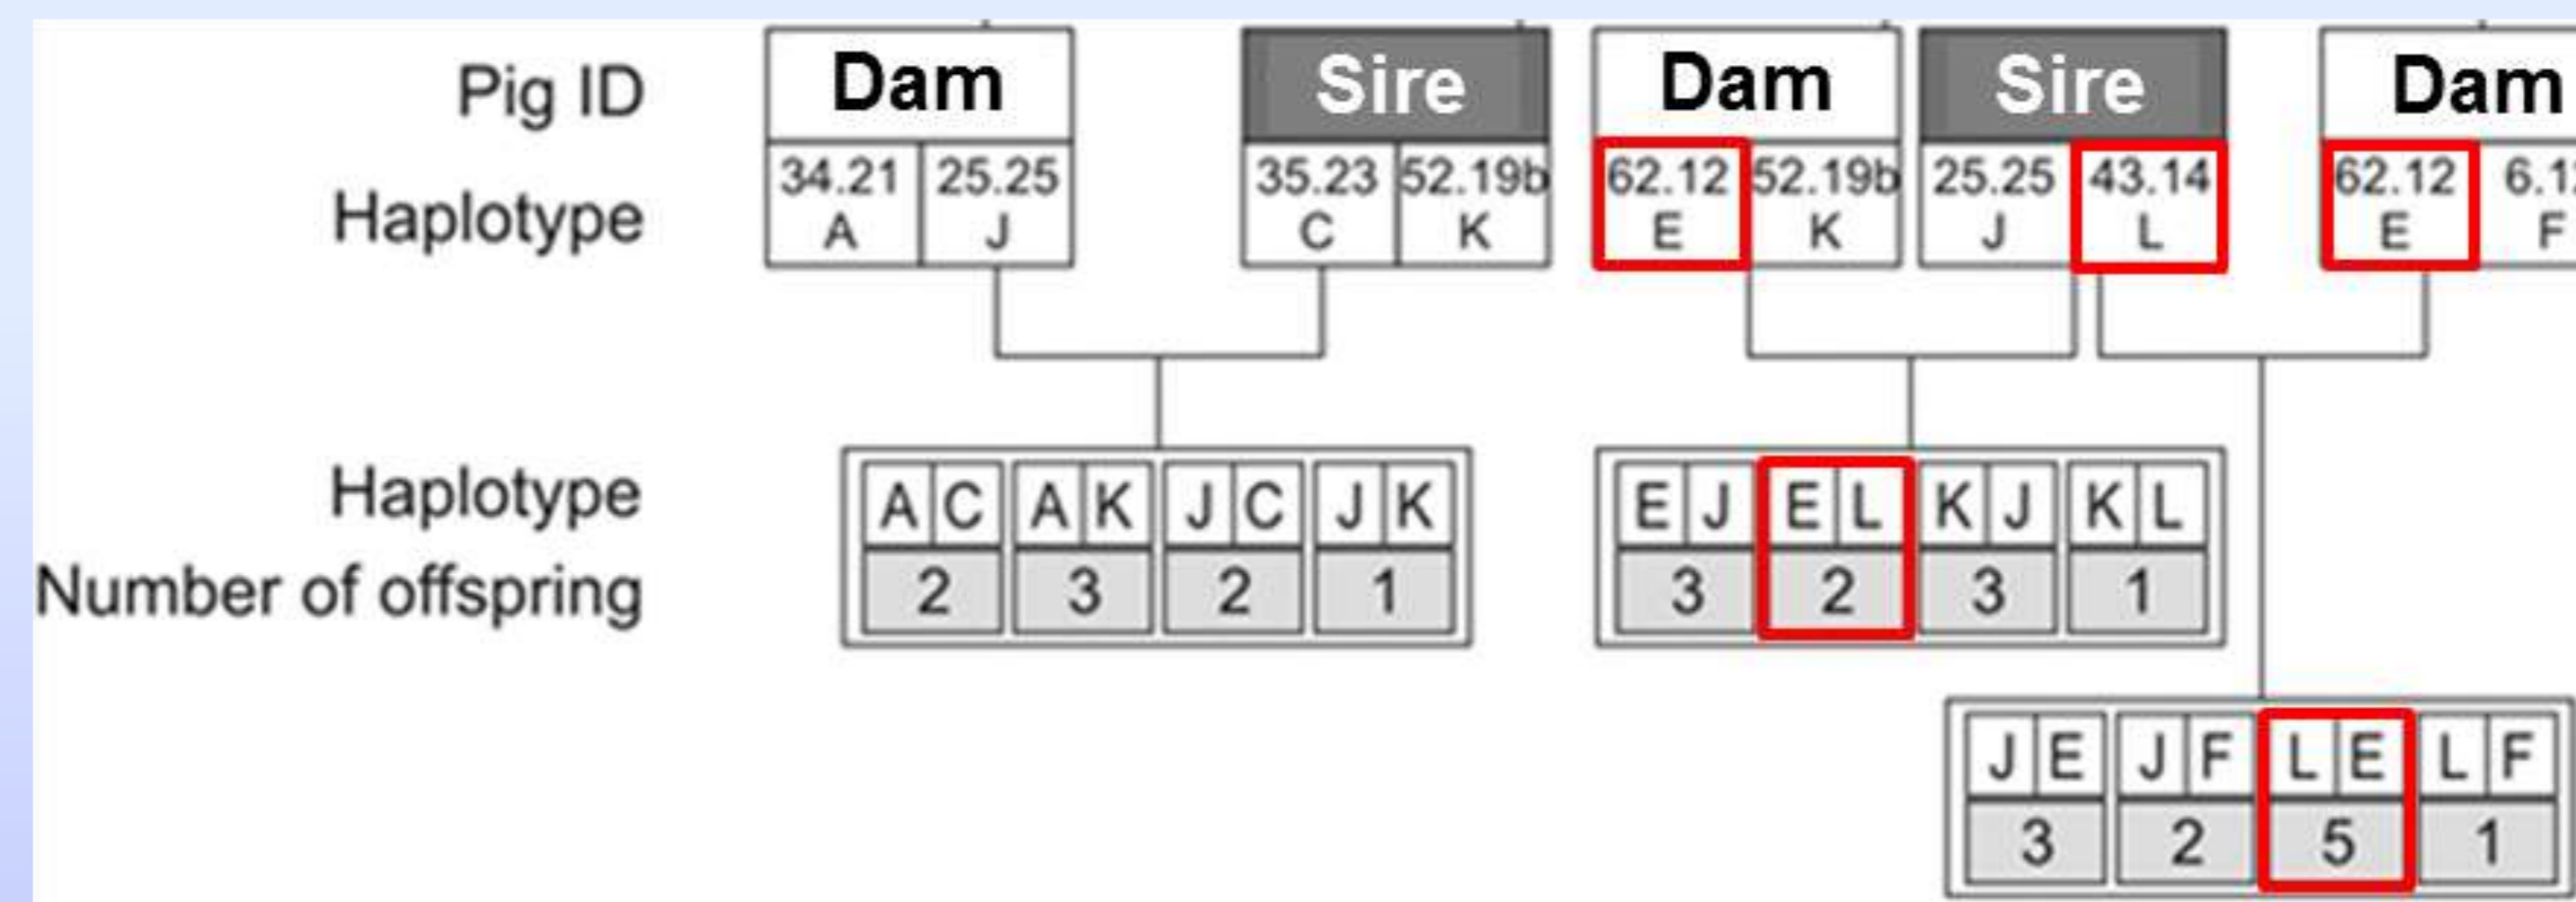 Pig ID Dam Sire Dam Sire Dam
Haplotype 34.21 25.25 35.23 52.19b 62.12 52.19b 25.25 43.14 62.12
A J C K E K J L E F
Haplotype A C A K J C J K E J E L K J K L
Number of offspring 2 3 2 1 3 2 3 1
J E J F L E L F
3 2 5 1